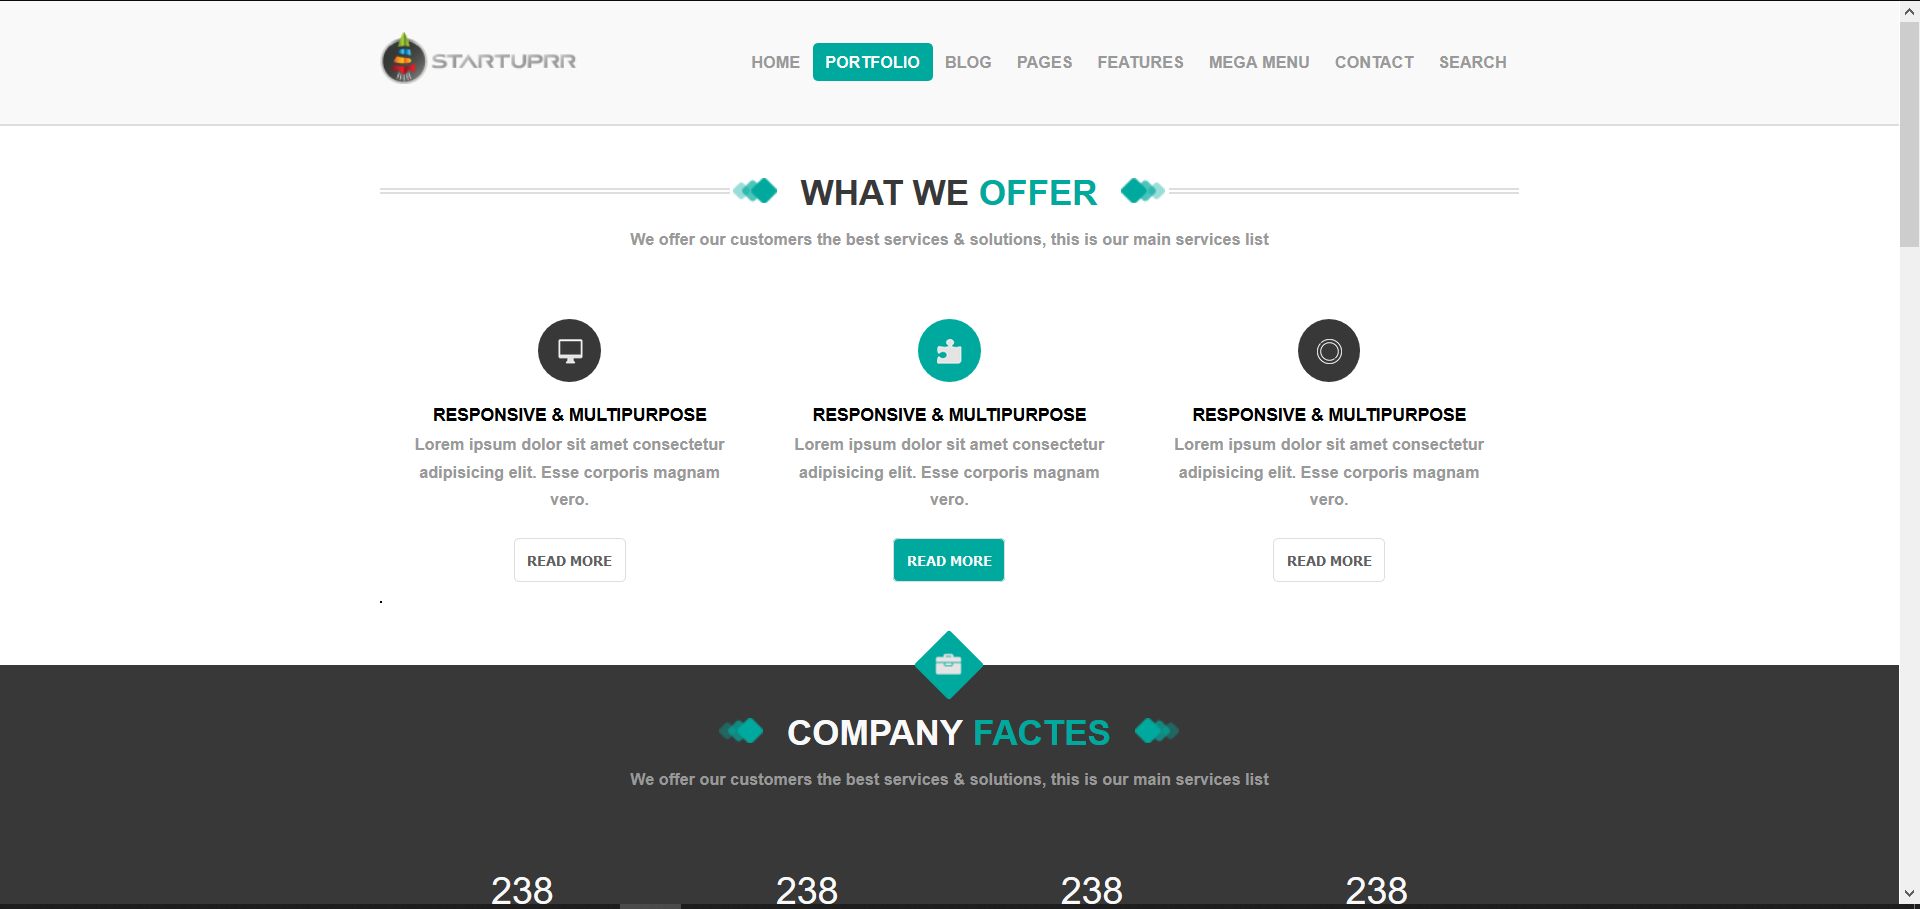 STARTUPRR
HOME PORTFOLIO BLOG PAGES FEATURES MEGA MENU CONTACT SEARCH
WHAT WE OFFER
We offer our customers the best services & solutions, this is our main services list
RESPONSIVE & MULTIPURPOSE
Lorem ipsum dolor sit amet consectetur
adipisicing elit. Esse corporis magnam
vero.
READ MORE
RESPONSIVE & MULTIPURPOSE
Lorem ipsum dolor sit amet consectetur
adipisicing elit. Esse corporis magnam
vero.
READ MORE
RESPONSIVE & MULTIPURPOSE
Lorem ipsum dolor sit amet consectetur
adipisicing elit. Esse corporis magnam
vero.
READ MORE
.
COMPANY FACTES
We offer our customers the best services & solutions, this is our main services list
238 238 238 238